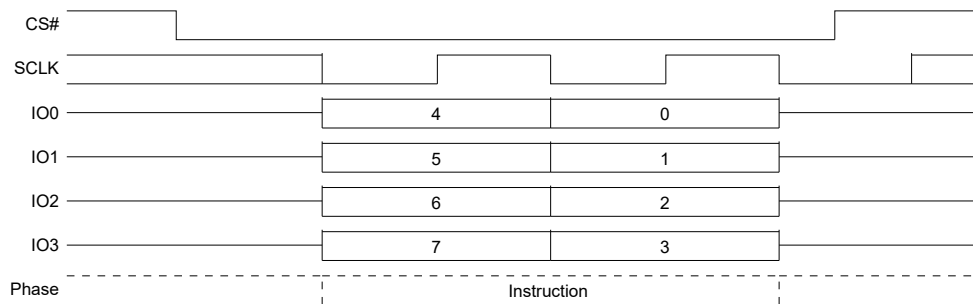 CS#
SCLK
IO0 4 0
IO1 5 1
IO2 6 2
IO3 7 3
Phase Instruction